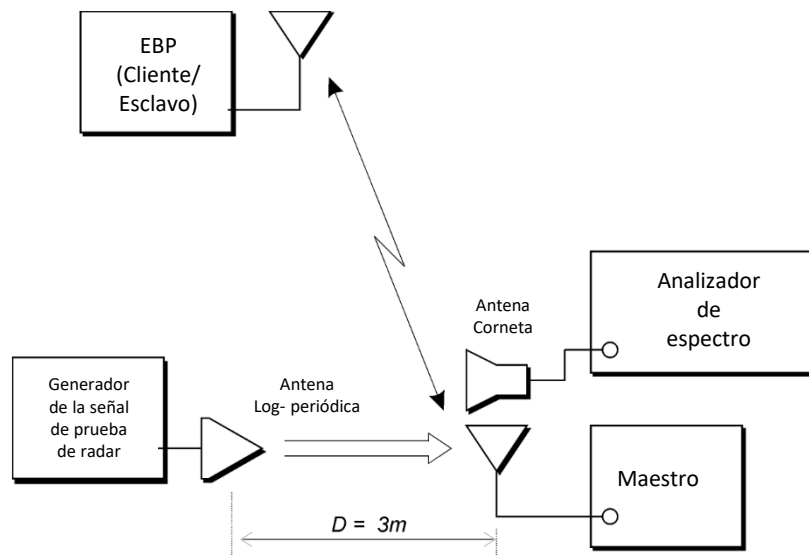 EBP
(Cliente/
Esclavo)
Antena
Corneta
Analizador
de
espectro
Generador
de la señal
de prueba
de radar
Antena
Log- periódica
Maestro
D = 3m